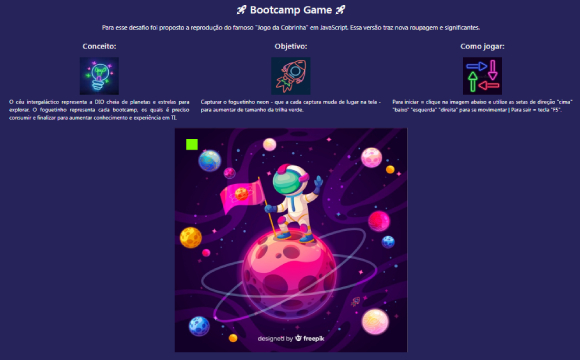 🚀 Bootcamp Game 🚀
Para esse desafio foi proposto a reprodução do famoso "Jogo da Cobrinha" em JavaScript. Essa versão traz nova roupagem e significantes.
Conceito:
O céu intergaláctico representa a DIO cheia de planetas e estrelas para
explorar. O foguetinho representa cada bootcamp, os quais é preciso
consumir e finalizar para aumentar conhecimento e experiência em TI.
Objetivo:
Capturar o foguetinho neon - que a cada captura muda de lugar na tela -
para aumentar de tamanho da trilha verde.
Como jogar:
Para iniciar o clique na imagem abaixo e utilize as setas de direção "cima"
"baixo" "esquerda" "direita" para se movimentar | Para sair = tecla "F5".
designed by freepik